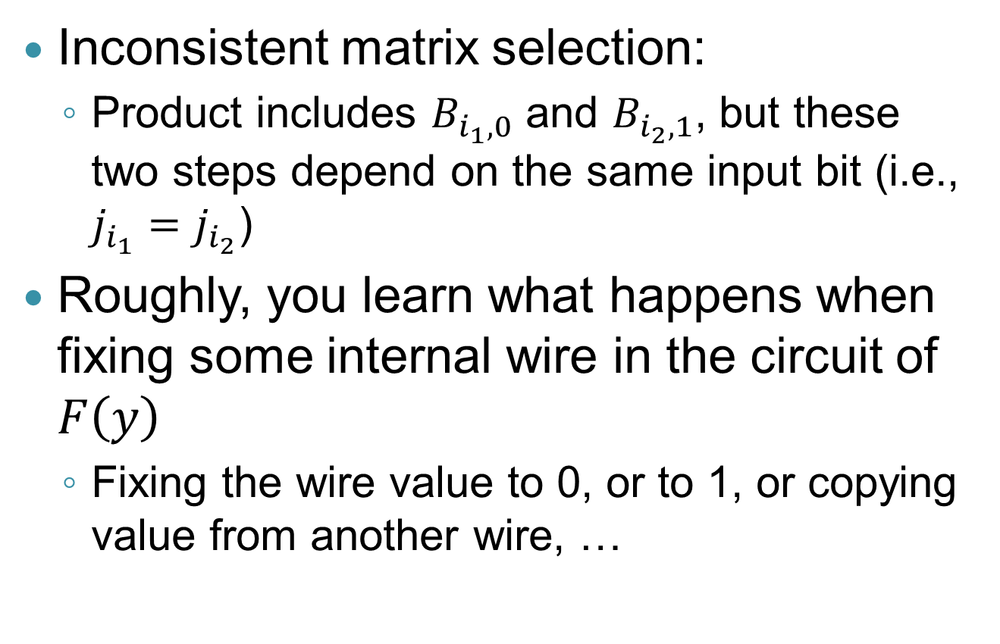 • Inconsistent matrix selection:
◦ Product includes $B_{i_1,0}$ and $B_{i_2,1}$, but these
two steps depend on the same input bit (i.e.,
$j_{i_1} = j_{i_2}$)
• Roughly, you learn what happens when
fixing some internal wire in the circuit of
$F(y)$
◦ Fixing the wire value to 0, or to 1, or copying
value from another wire, …